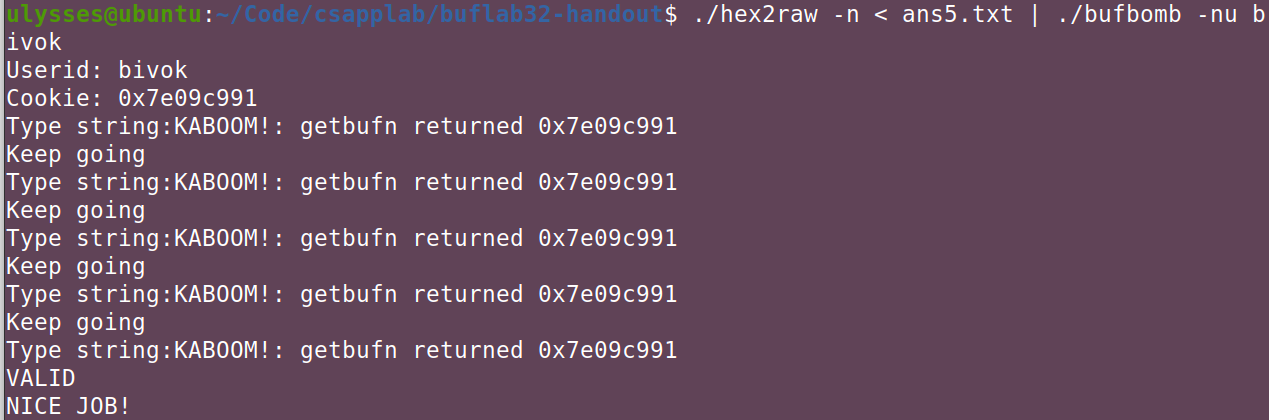 ulysses@ubuntu:~/Code/csapplab/buflab32-handout$ ./hex2raw -n < ans5.txt | ./bufbomb -nu b
ivok
Userid: bivok
Cookie: 0x7e09c991
Type string:KABOOM!: getbufn returned 0x7e09c991
Keep going
Type string:KABOOM!: getbufn returned 0x7e09c991
Keep going
Type string:KABOOM!: getbufn returned 0x7e09c991
Keep going
Type string:KABOOM!: getbufn returned 0x7e09c991
Keep going
Type string:KABOOM!: getbufn returned 0x7e09c991
VALID
NICE JOB!